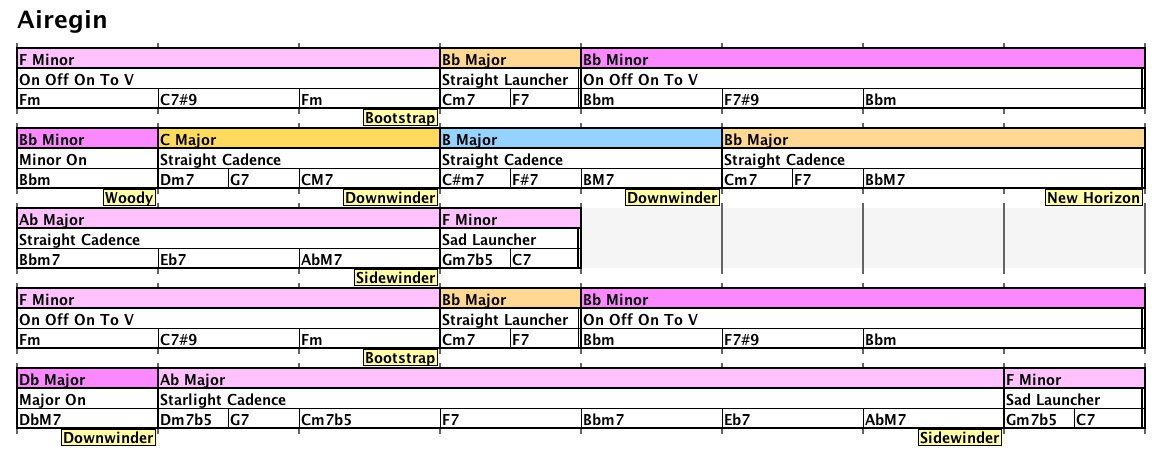 Airegin
F Minor Bb Major Bb Minor
On Off On To V Straight Launcher On Off On To V
Fm C7#9 Fm Cm7 F7 Bbm F7#9 Bbm
Bootstrap
Bb Minor C Major B Major Bb Major
Minor On Straight Cadence Straight Cadence Straight Cadence
Bbm Dm7 G7 CM7 C#m7 F#7 BM7 Cm7 F7 BbM7
Woody Downwinder Downwinder New Horizon
Ab Major F Minor
Straight Cadence Sad Launcher
Bbm7 Eb7 AbM7 Gm7b5 C7
Sidewinder
F Minor Bb Major Bb Minor
On Off On To V Straight Launcher On Off On To V
Fm C7#9 Fm Cm7 F7 Bbm F7#9 Bbm
Bootstrap
Db Major Ab Major F Minor
Major On Starlight Cadence Sad Launcher
DbM7 Dm7b5 G7 Cm7b5 F7 Bbm7 Eb7 AbM7 Gm7b5 C7
Downwinder Sidewinder